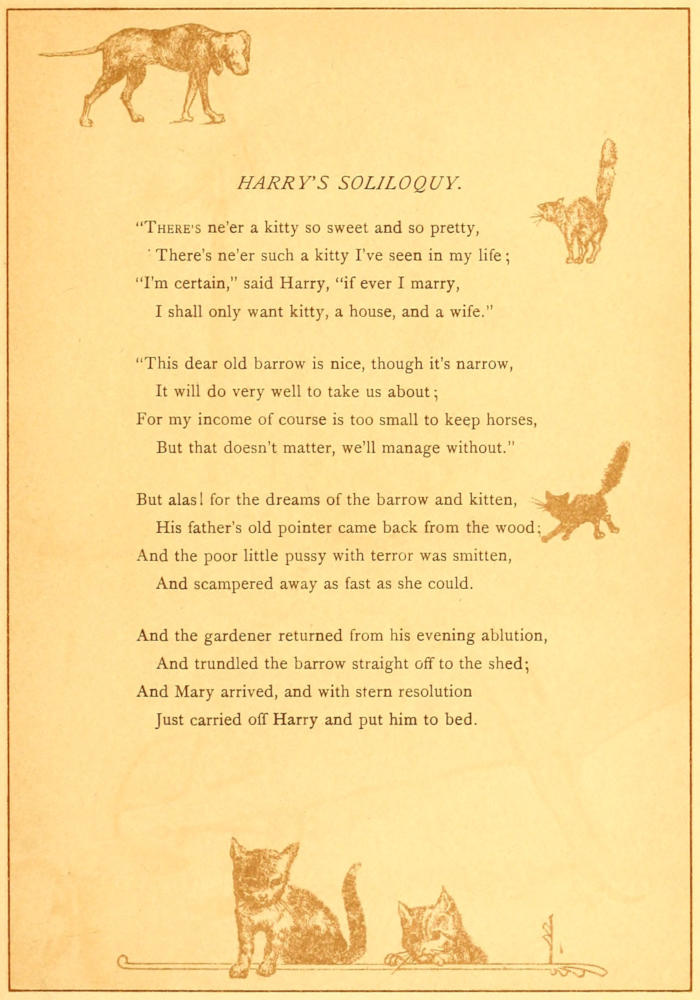 HARRY'S SOLILOQUY.
"THERE'S ne'er a kitty so sweet and so pretty,
There's ne'er such a kitty I've seen in my life;
"I'm certain," said Harry, "if ever I marry,
I shall only want kitty, a house, and a wife."
"This dear old barrow is nice, though it's narrow,
It will do very well to take us about;
For my income of course is too small to keep horses,
But that doesn't matter, we'll manage without."
But alas! for the dreams of the barrow and kitten,
His father's old pointer came back from the wood;
And the poor little pussy with terror was smitten,
And scampered away as fast as she could.
And the gardener returned from his evening ablution,
And trundled the barrow straight off to the shed;
And Mary arrived, and with stern resolution
Just carried off Harry and put him to bed.